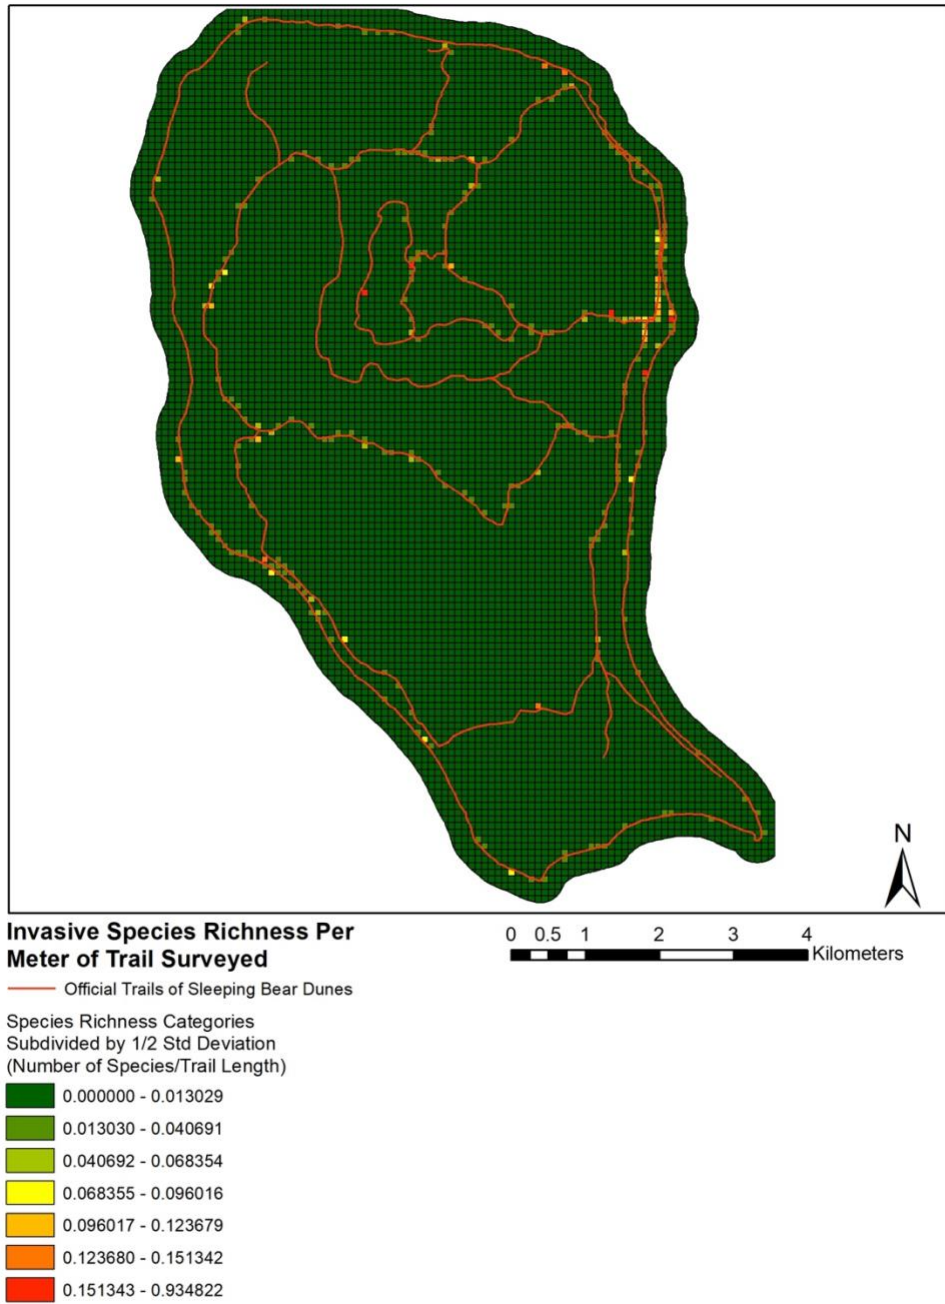 N
Invasive Species Richness Per
Meter of Trail Surveyed
0 0.5 1 2 3 4
Kilometers
Official Trails of Sleeping Bear Dunes
Species Richness Categories
Subdivided by 1/2 Std Deviation
(Number of Species/Trail Length)
0.000000 - 0.013029
0.013030 - 0.040691
0.040692 - 0.068354
0.068355 - 0.096016
0.096017 - 0.123679
0.123680 - 0.151342
0.151343 - 0.934822